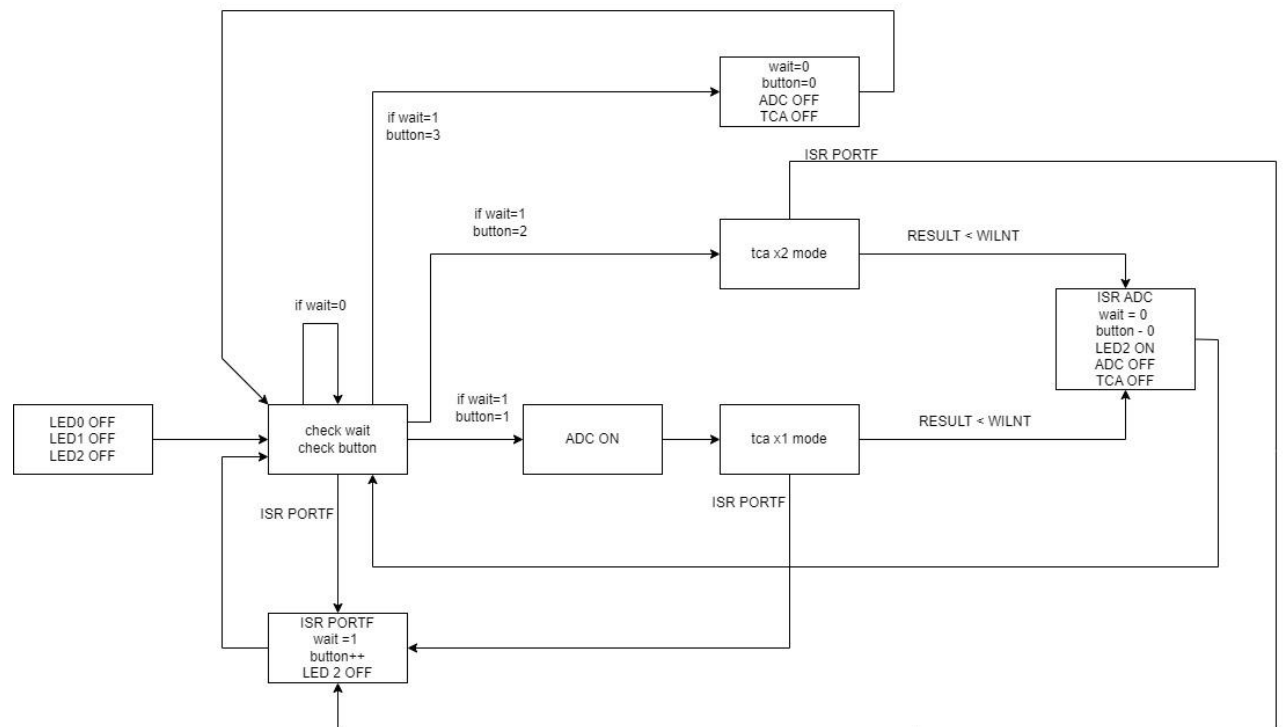 wait=0
button=0
ADC OFF
TCA OFF
if wait=1
button=3
ISR PORTF
if wait=1
button=2
tca x2 mode
RESULT < WILNT
ISR ADC
wait = 0
button - 0
LED2 ON
ADC OFF
TCA OFF
if wait=0
LED0 OFF
LED1 OFF
LED2 OFF
check wait
check button
if wait=1
button=1
ADC ON
tca x1 mode
RESULT < WILNT
ISR PORTF
ISR PORTF
ISR PORTF
wait =1
button++
LED 2 OFF